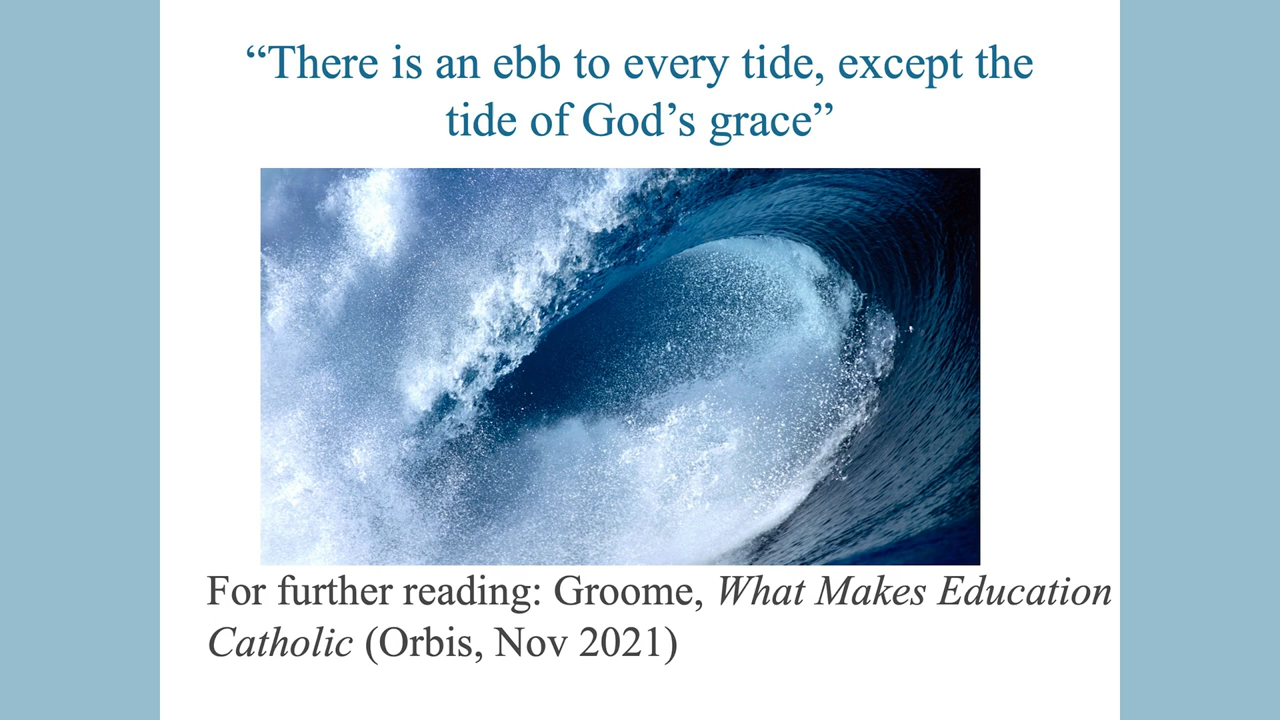 “There is an ebb to every tide, except the
tide of God’s grace”
For further reading: Groome, What Makes Education
Catholic (Orbis, Nov 2021)